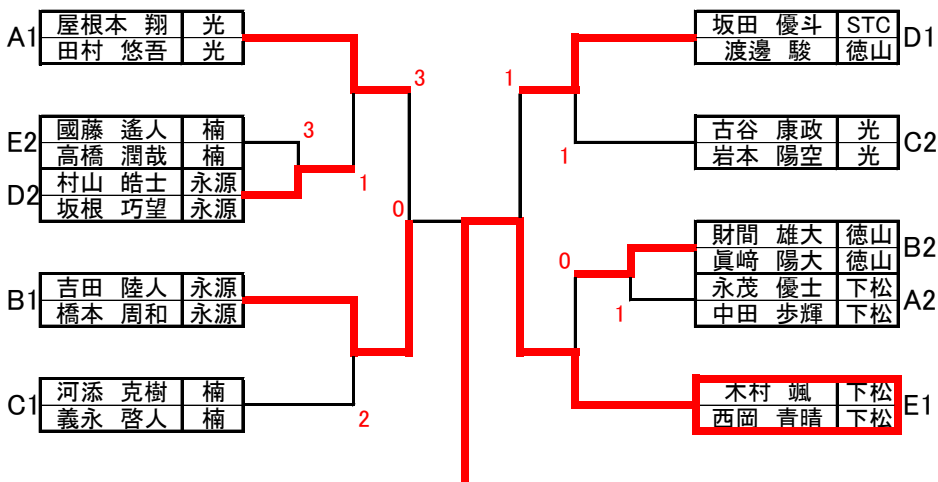 A1
屋根本 翔 光
田村 悠吾 光
E2
國藤 遙人 楠
高橋 潤哉 楠
D2
村山 皓士 永源
坂根 巧望 永源
B1
吉田 陸人 永源
橋本 周和 永源
C1
河添 克樹 楠
義永 啓人 楠
3
3
1
0
2
1
1
0
1
坂田 優斗 STC
渡邊 駿 徳山
D1
古谷 康政 光
岩本 陽空 光
C2
財間 雄大 徳山
眞﨑 陽大 徳山
B2
永茂 優士 下松
中田 歩輝 下松
A2
木村 颯 下松
西岡 青晴 下松
E1